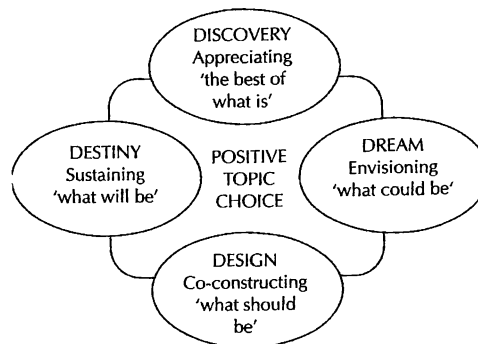 DISCOVERY
Appreciating
'the best of
what is'
DREAM
Envisioning
'what could be'
DESIGN
Co-constructing
'what should
be'
DESTINY
Sustaining
'what will be'
POSITIVE
TOPIC
CHOICE